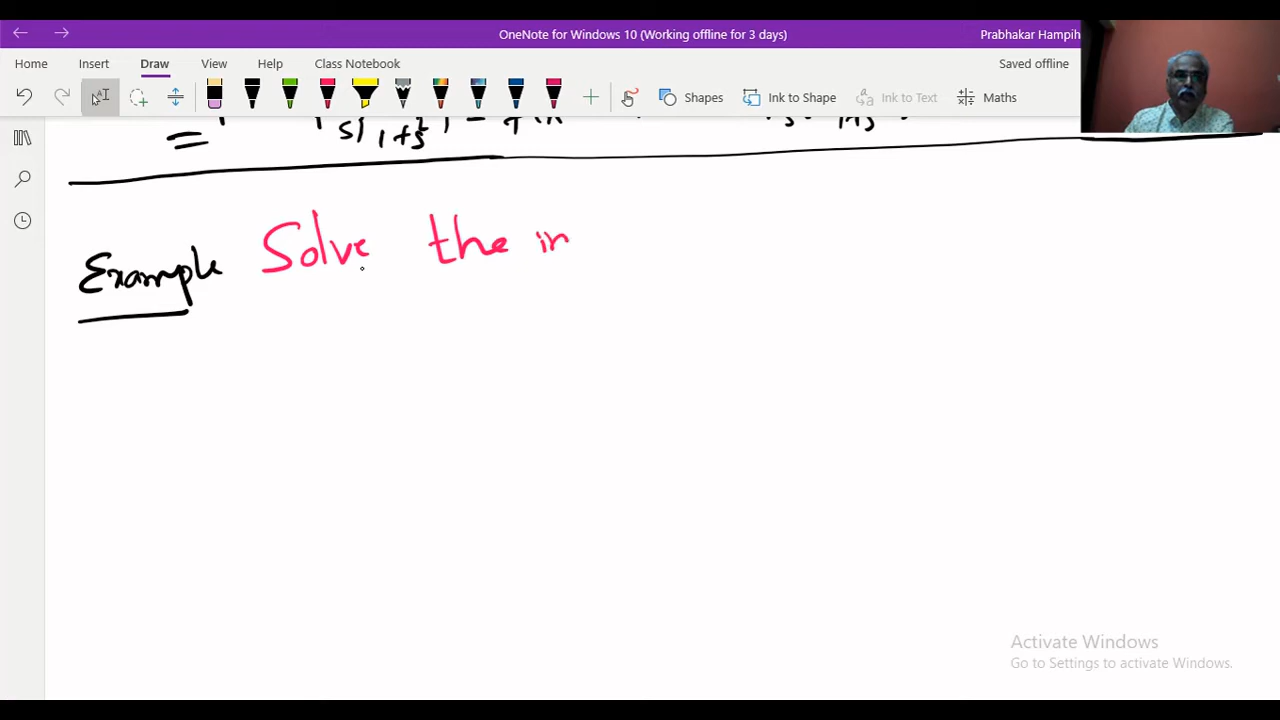 OneNote for Windows 10 (Working offline for 3 days)
Prabhakar Hampih
Home Insert Draw View Help Class Notebook
Saved offline
Shapes Ink to Shape Ink to Text Maths
Example Solve the in
Activate Windows
Go to Settings to activate Windows.